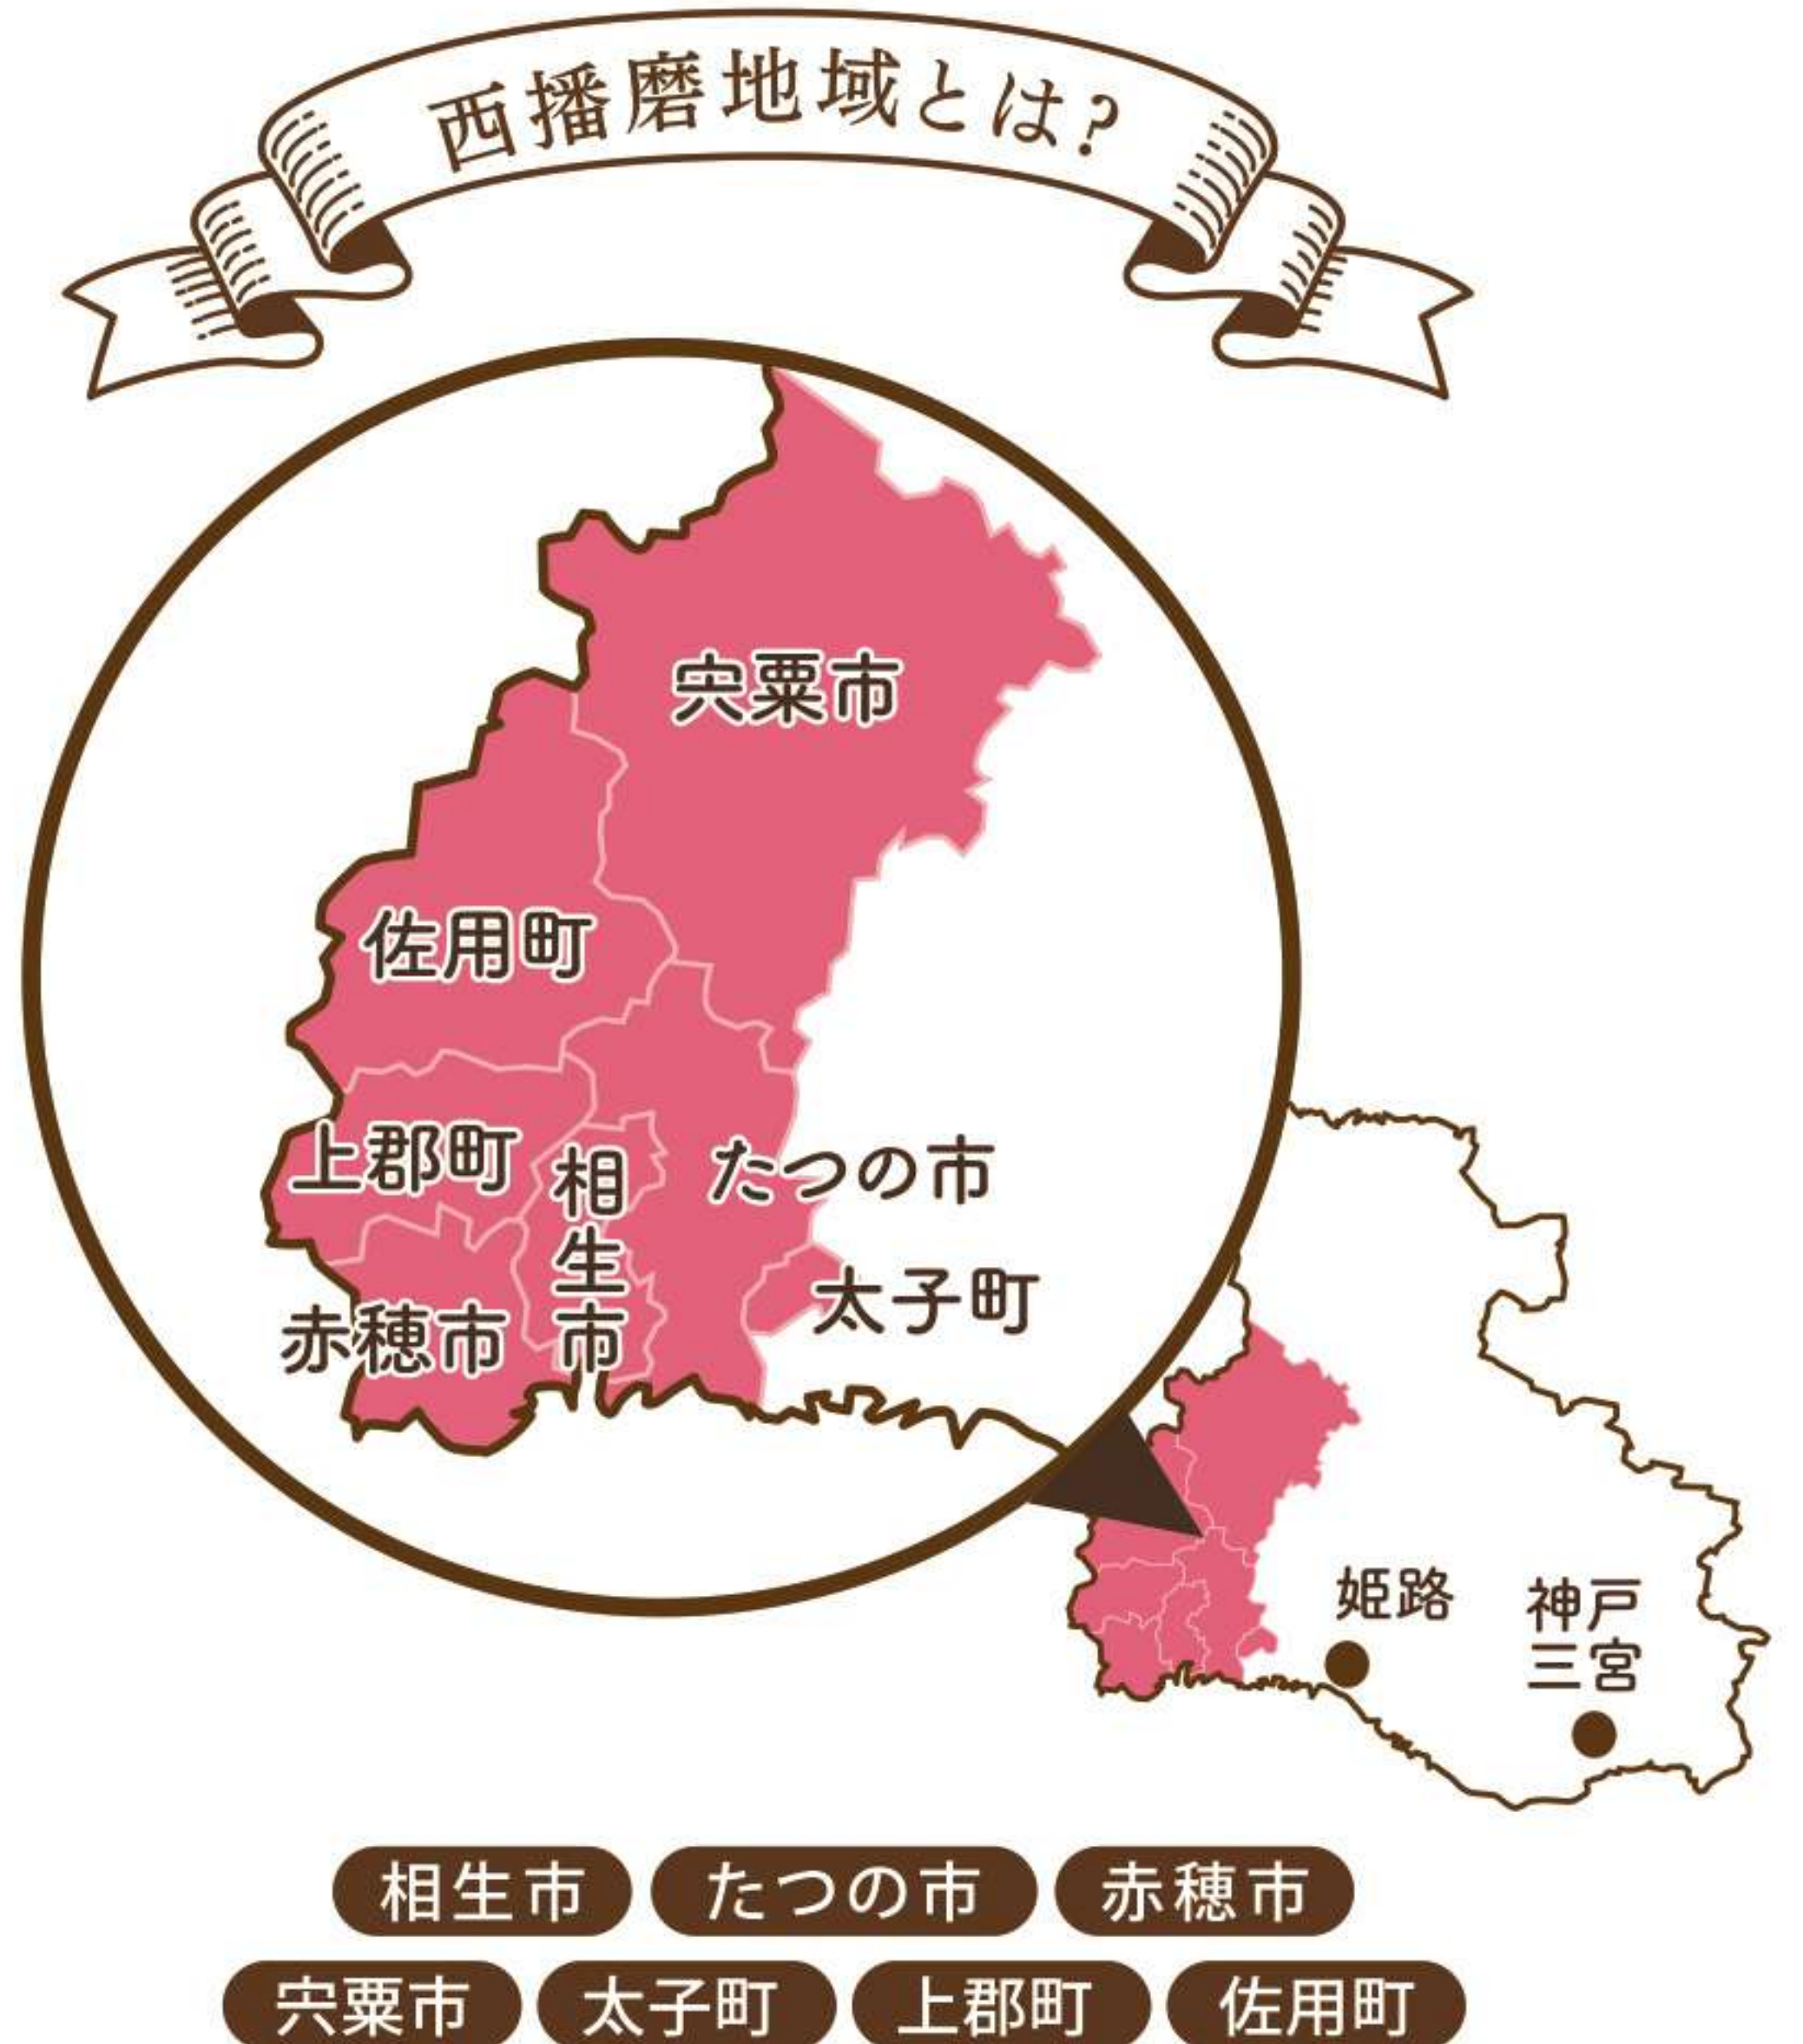 西播磨地域とは?
宍粟市
佐用町
上郡町
相生市
たつの市
太子町
赤穂市
姫路
神戸
三宮
相生市
たつの市
赤穂市
宍粟市
太子町
上郡町
佐用町